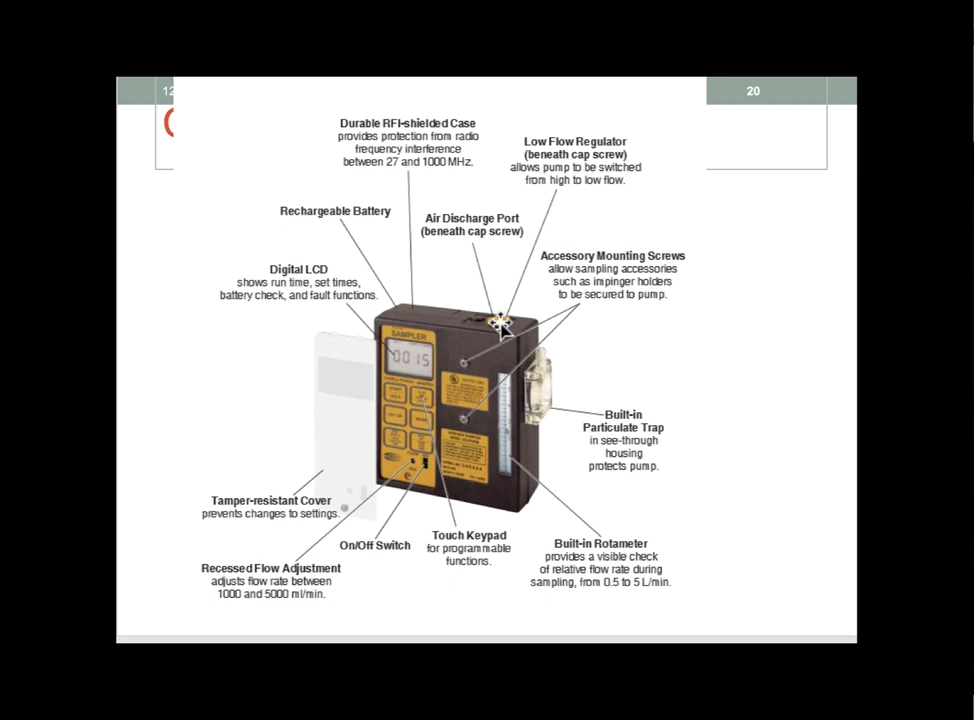 12
20
Durable RFI-shielded Case
provides protection from radio
frequency interference
between 27 and 1000 MHz.
Low Flow Regulator
(beneath cap screw)
allows pump to be switched
from high to low flow.
Rechargeable Battery
Air Discharge Port
(beneath cap screw)
Accessory Mounting Screws
allow sampling accessories
such as impinger holders
to be secured to pump.
Digital LCD
shows run time, set times,
battery check, and fault functions.
SAMPLER
0015
Built-in
Particulate Trap
in see-through
housing
protects pump.
Tamper-resistant Cover
prevents changes to settings.
On/Off Switch
Touch Keypad
for programmable
functions.
Built-in Rotameter
provides a visible check
of relative flow rate during
sampling, from 0.5 to 5 L/min.
Recessed Flow Adjustment
adjusts flow rate between
1000 and 5000 ml/min.